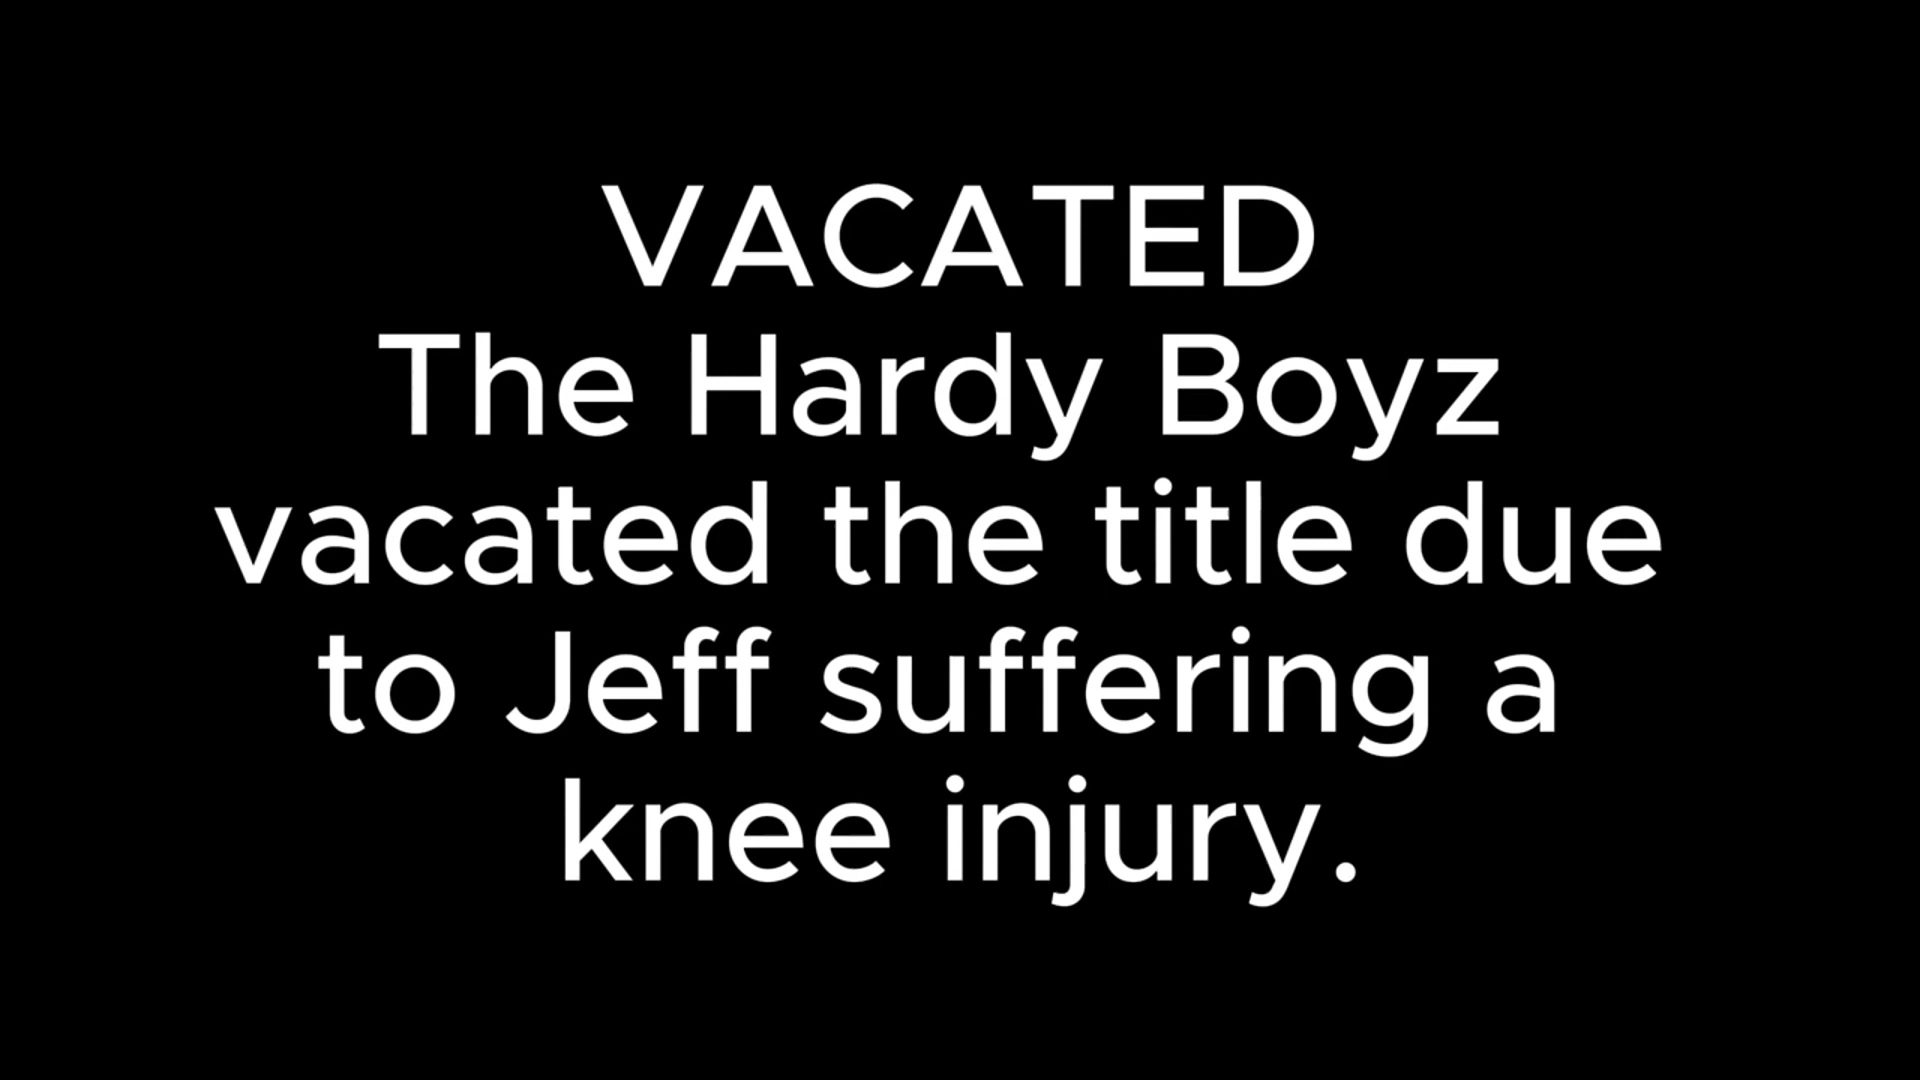 VACATED
The Hardy Boyz
vacated the title due
to Jeff suffering a
knee injury.